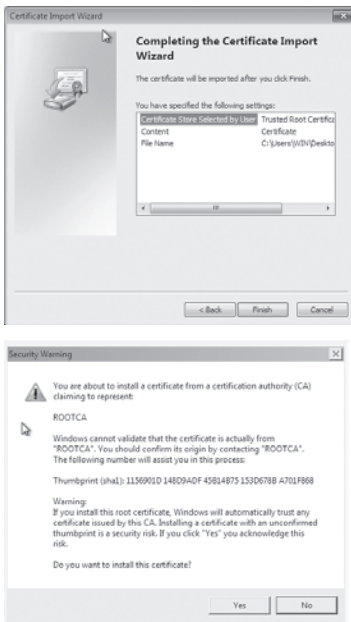 Certificate Import Wizard
Completing the Certificate Import
Wizard
The certificate will be imported after you click Finish.
You have specified the following settings:
Certificate Store Selected by User Trusted Root Certifica
Content Certificate
File Name C:\Users\WIN\Deskto
< Back Finish Cancel
Security Warning
You are about to install a certificate from a certification authority (CA)
claiming to represent:
ROOTCA
Windows cannot validate that the certificate is actually from
"ROOTCA". You should confirm its origin by contacting "ROOTCA".
The following number will assist you in this process:
Thumbprint (sha1): 1156901D 148D9ADF 45B14B75 153D678B A701F868
Warning:
If you install this root certificate, Windows will automatically trust any
certificate issued by this CA. Installing a certificate with an unconfirmed
thumbprint is a security risk. If you click "Yes" you acknowledge this
risk.
Do you want to install this certificate?
Yes No